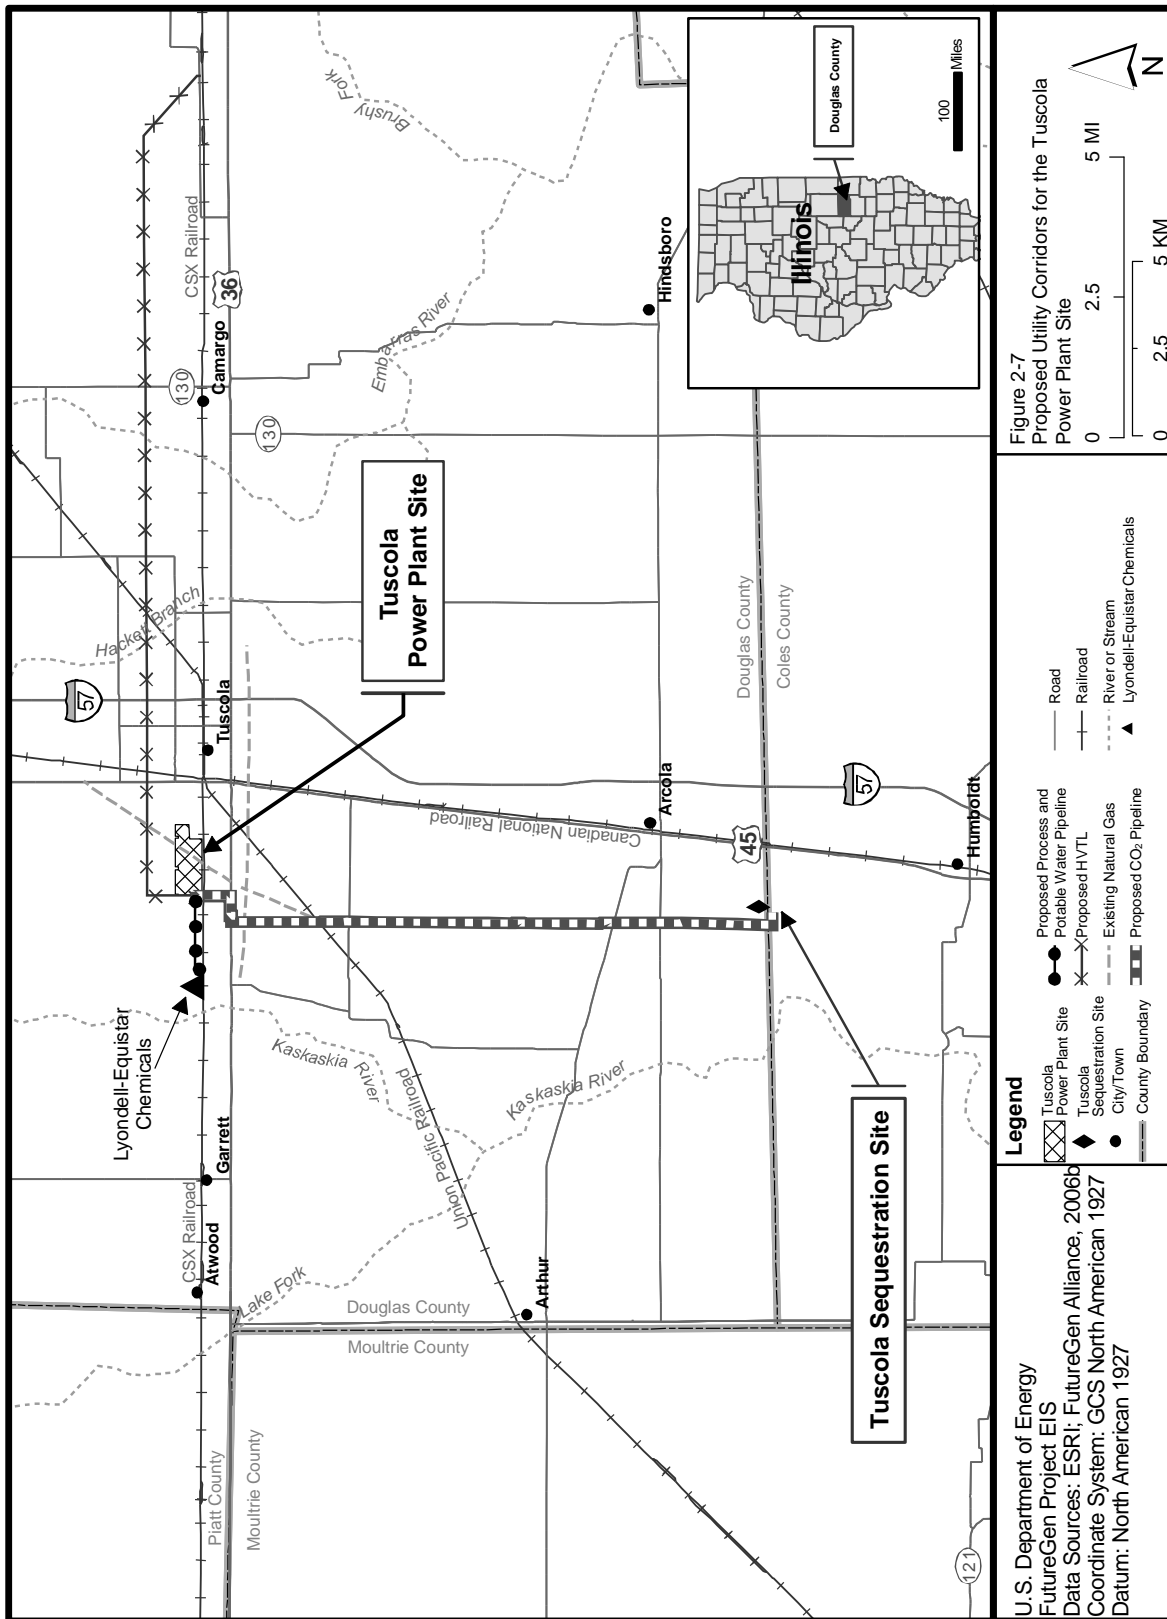 Lyondell-Equistar
Chemicals
Atwood
Garrett
CSX Railroad
Tuscola
Camargo
CSX Railroad
36
130
130
57
Hackett Branch
Brushy
Fork
Embarras River
Hindsboro
Tuscola
Power Plant Site
Kaskaskia
River
Kaskaskia River
Lake Fork
Union Pacific Railroad
Canadian National Railroad
Piatt County
Moultrie County
Douglas County
Moultrie County
Arthur
Arcola
45
57
Humboldt
Douglas County
Coles County
121
Tuscola Sequestration Site
Illinois
Douglas County
100
Miles
U.S. Department of Energy
FutureGen Project EIS
Data Sources: ESRI; FutureGen Alliance, 2006b
Coordinate System: GCS North American 1927
Datum: North American 1927
Legend
Tuscola
Power Plant Site
Tuscola
Sequestration Site
City/Town
County Boundary
Proposed Process and
Potable Water Pipeline
Proposed HVTL
Existing Natural Gas
Proposed CO₂ Pipeline
Road
Railroad
River or Stream
Lyondell-Equistar Chemicals
Figure 2-7
Proposed Utility Corridors for the Tuscola
Power Plant Site
0 2.5 5 MI
0 2.5 5 KM
N